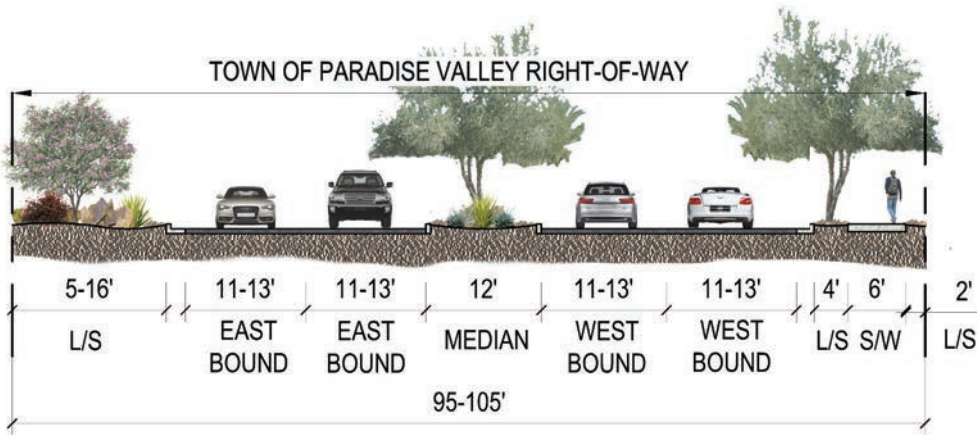 TOWN OF PARADISE VALLEY RIGHT-OF-WAY
5-16' 11-13' 11-13' 12' 11-13' 11-13' 4' 6' 2'
L/S EAST BOUND EAST BOUND MEDIAN WEST BOUND WEST BOUND L/S S/W L/S
95-105'